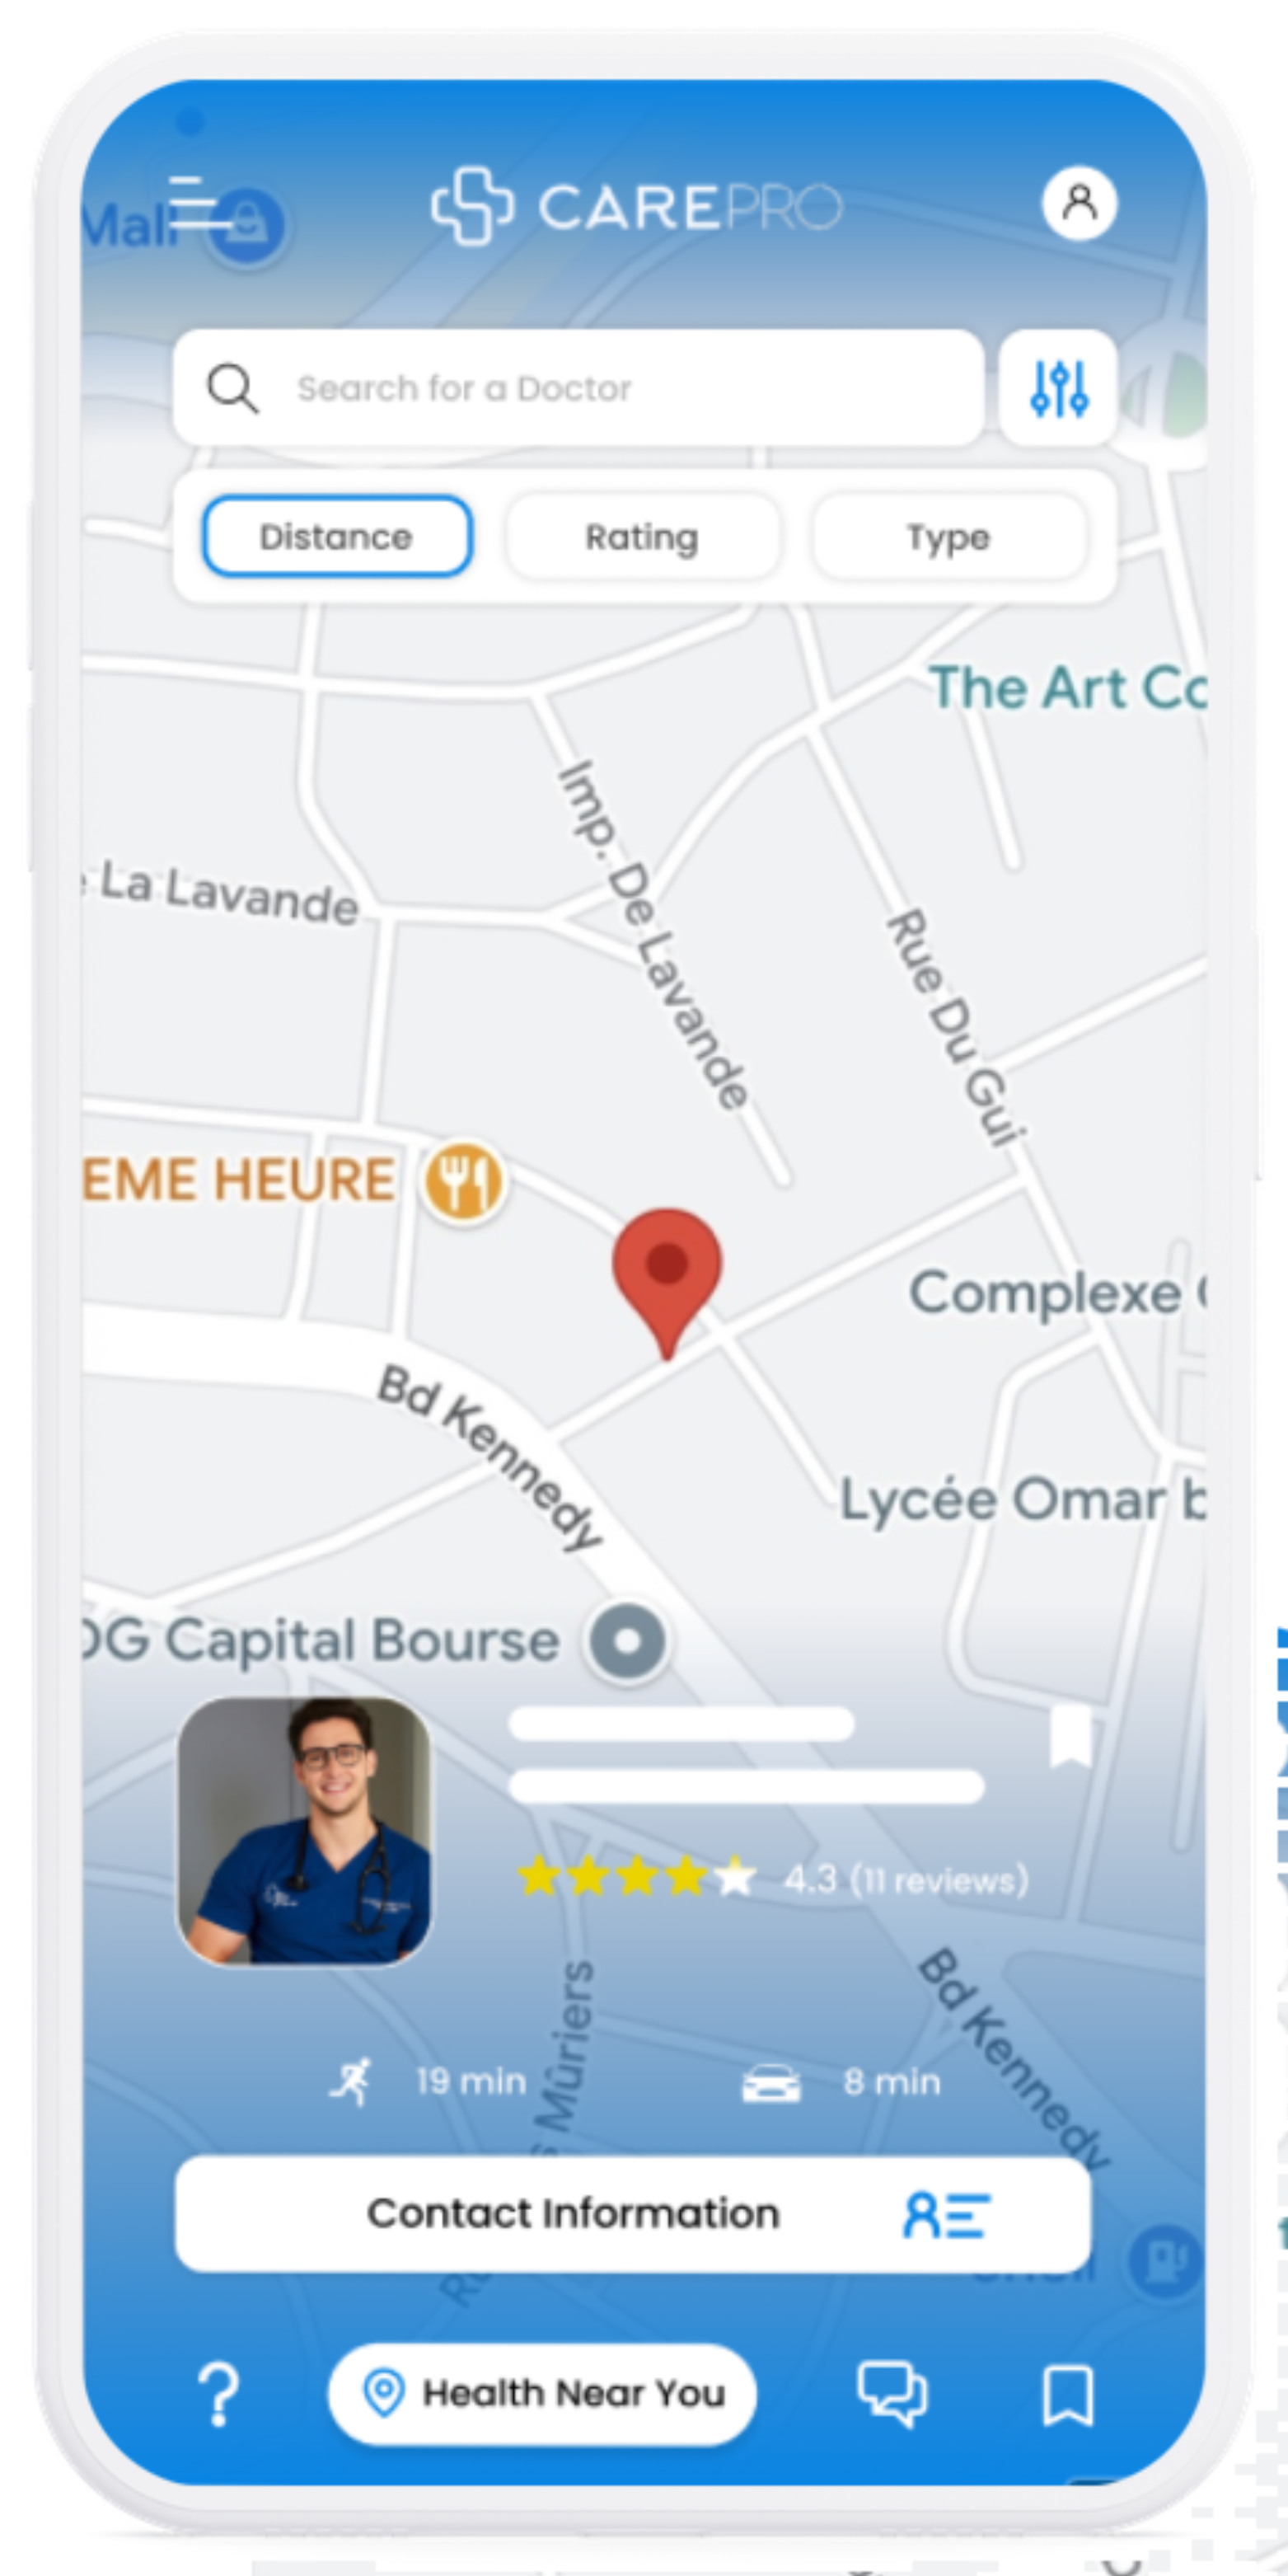 Mall
CAREPRO
Search for a Doctor
Distance
Rating
Type
The Art Co
Imp. De Lavande
La Lavande
Rue Du Gui
EME HEURE
Complexe
Bd Kennedy
Lycée Omar b
DG Capital Bourse
4.3 (11 reviews)
Bd Kennedy
s Mûriers
19 min
8 min
Contact Information
Health Near You